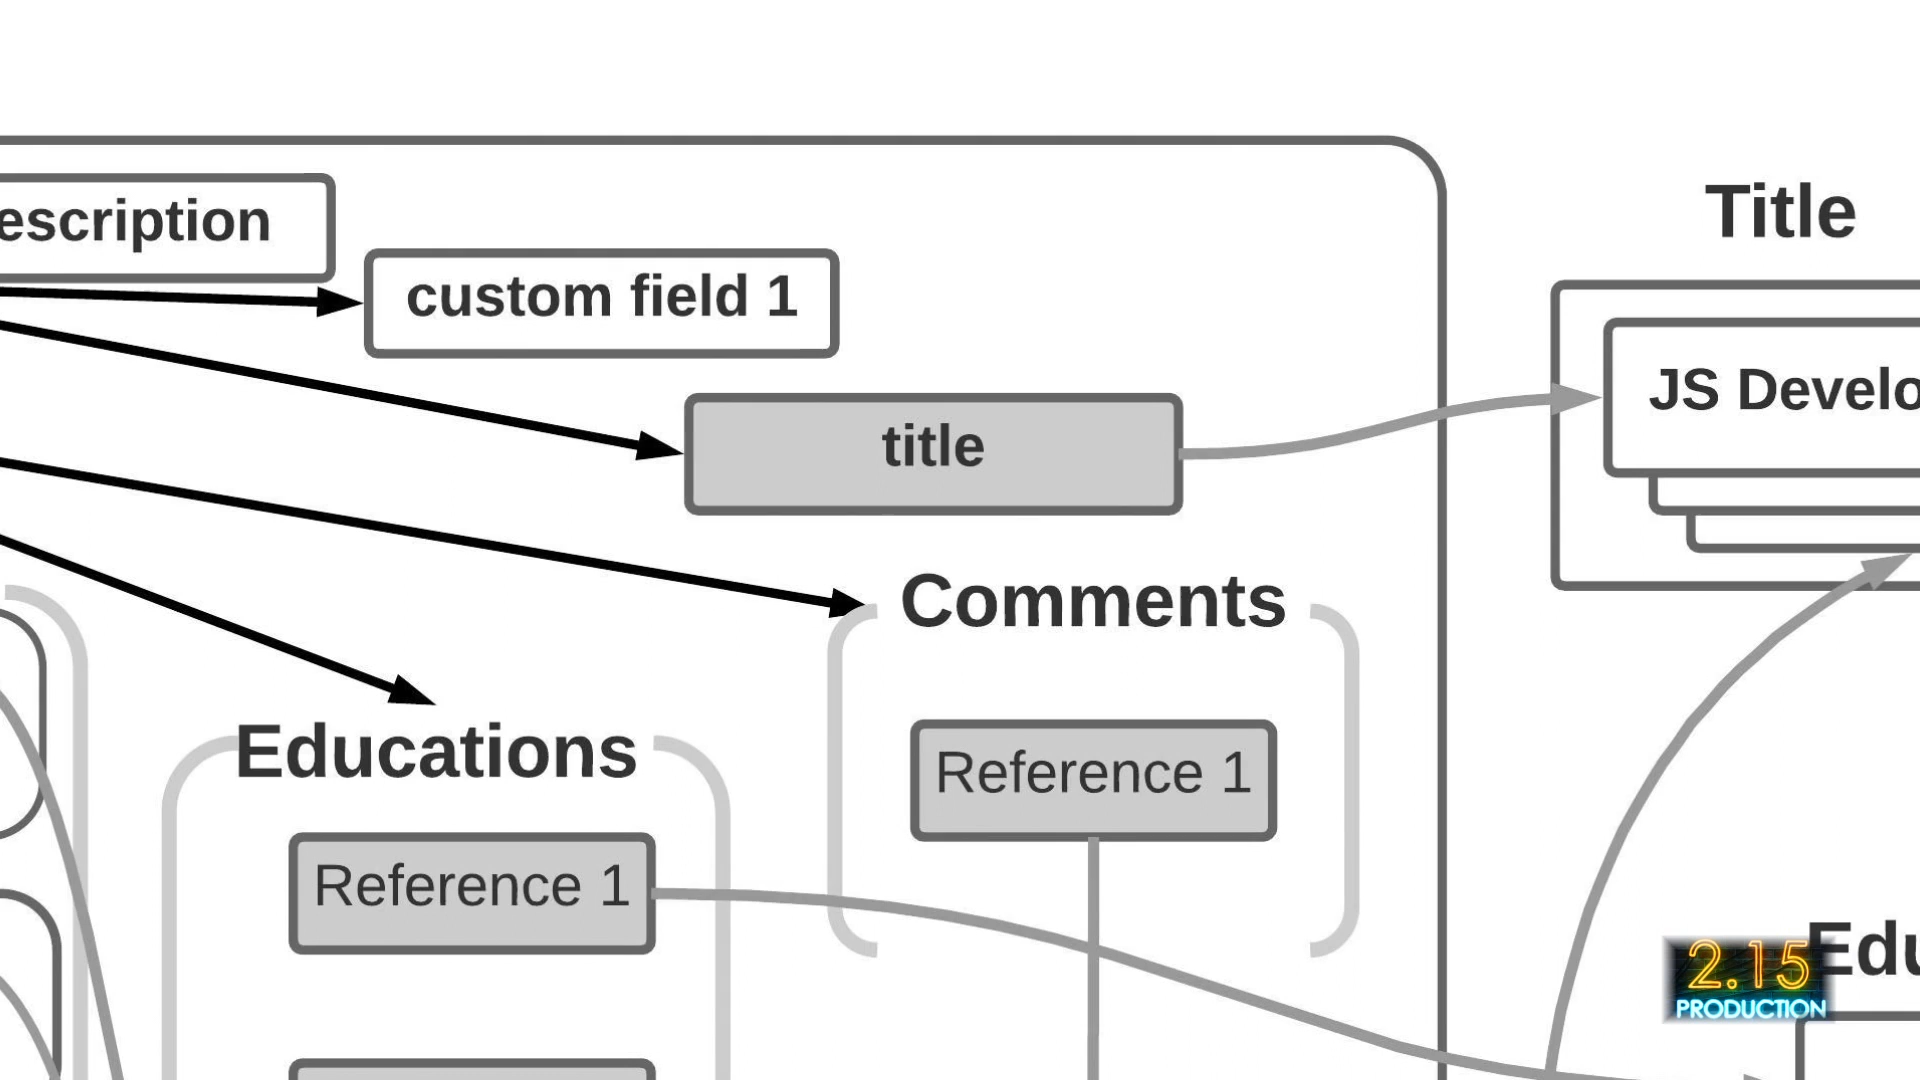 escription
Title
custom field 1
JS Develo
title
Comments
Educations
Reference 1
Reference 1
Edu
2.15
PRODUCTION